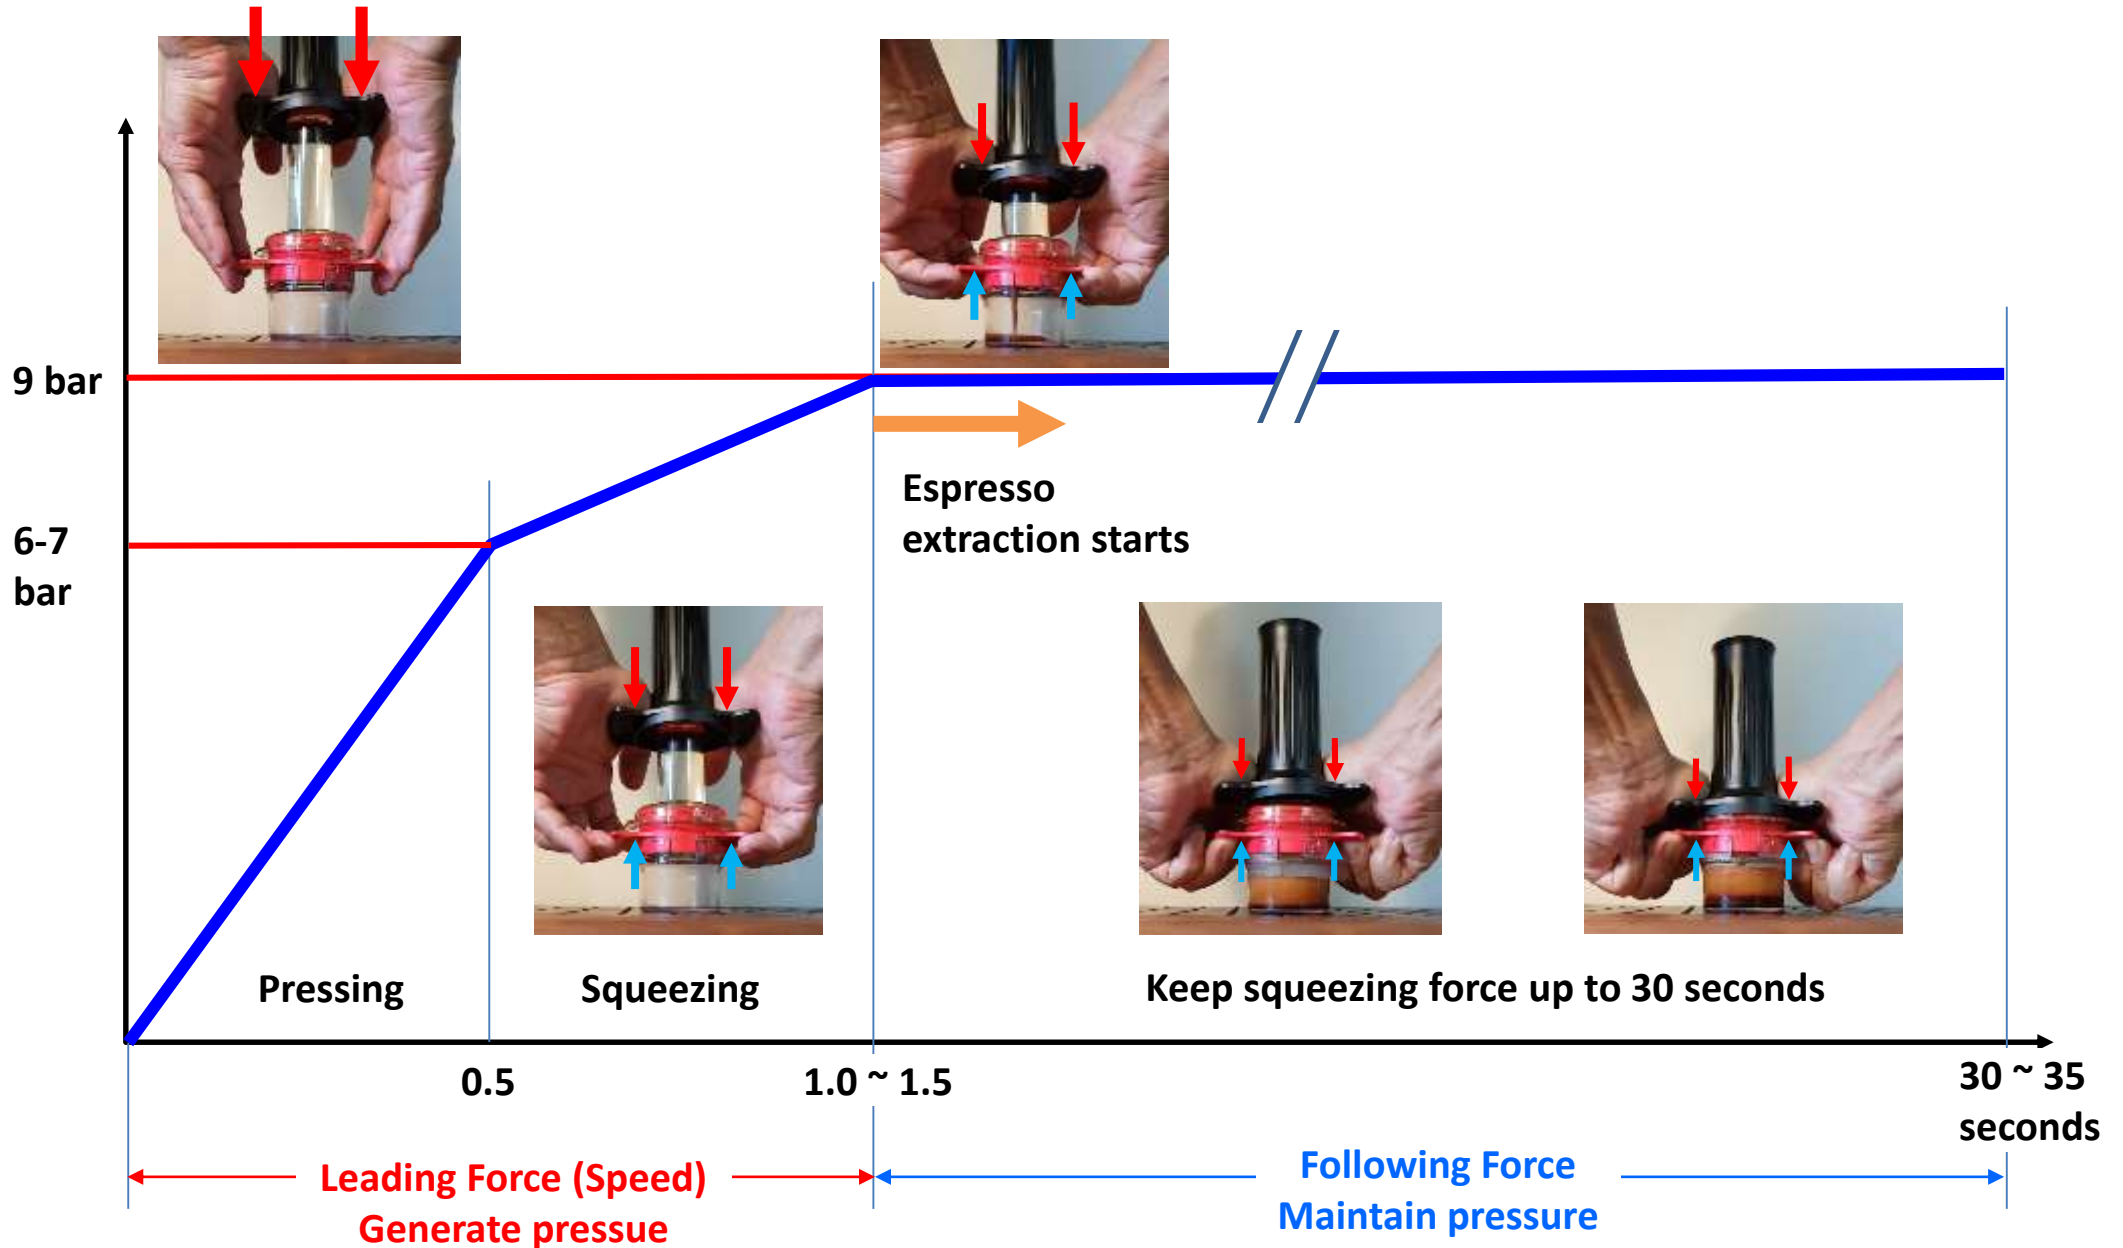 9 bar
6-7
bar
Espresso
extraction starts
Pressing
Squeezing
Keep squeezing force up to 30 seconds
0.5
1.0 ~ 1.5
30 ~ 35
seconds
Leading Force (Speed)
Generate pressue
Following Force
Maintain pressure